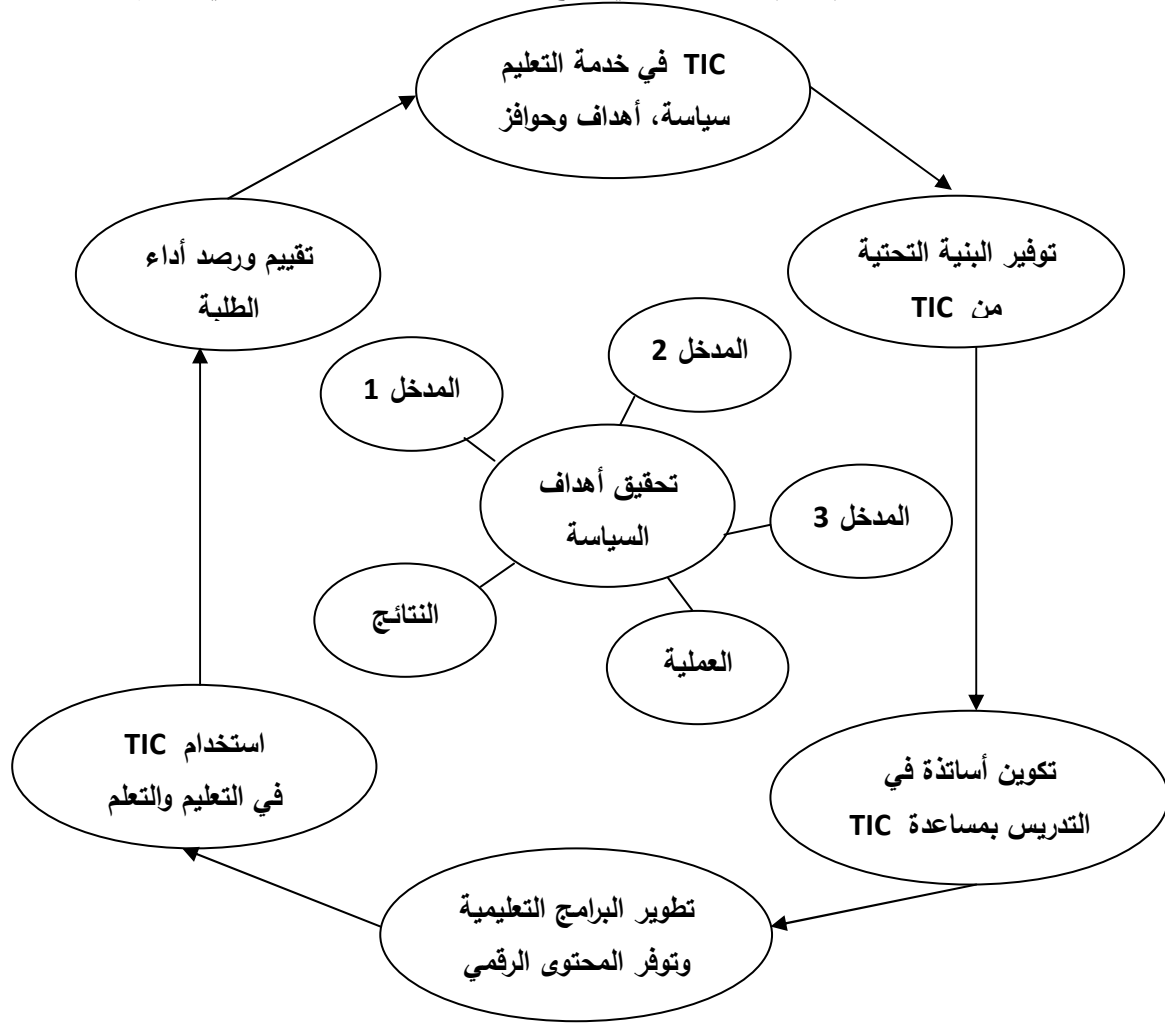 TIC في خدمة التعليم
سياسة، أهداف وحوافز
توفير البنية التحتية
من TIC
تقييم ورصد أداء
الطلبة
المدخل 2
المدخل 1
تحقيق أهداف
السياسة
المدخل 3
النتائج
العملية
استخدام TIC
في التعليم والتعلم
تكوين أساتذة في
التدريس بمساعدة TIC
تطوير البرامج التعليمية
وتوفر المحتوى الرقمي